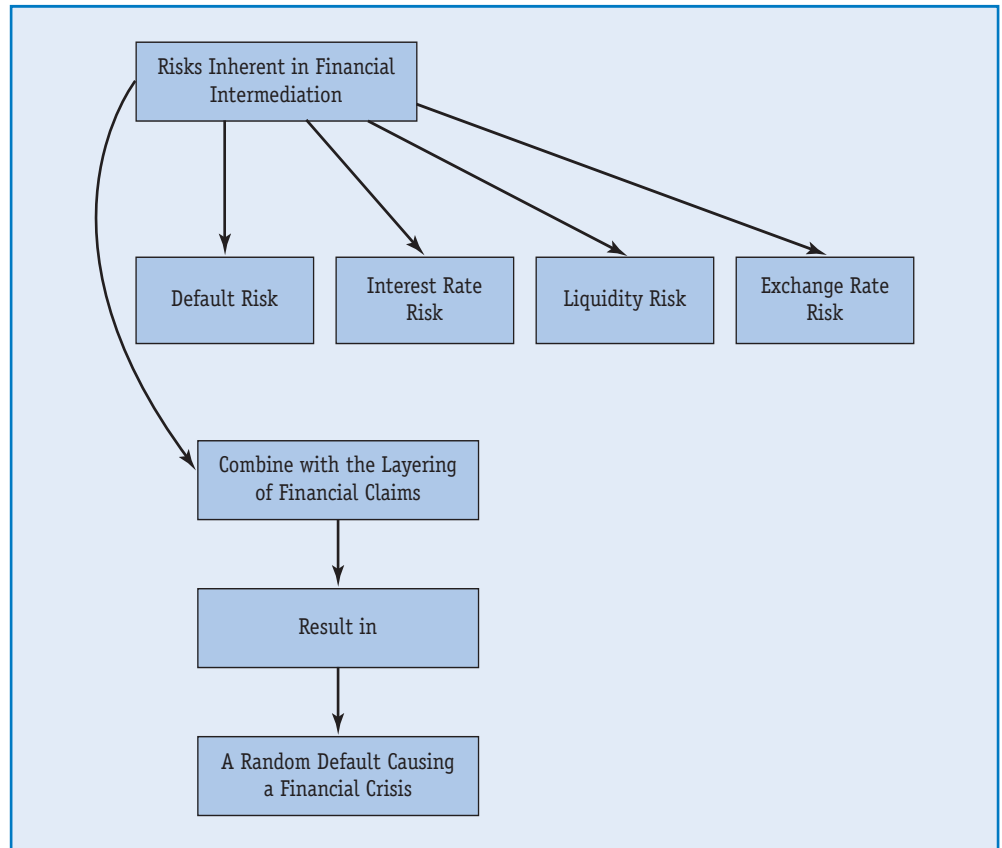 Risks Inherent in Financial
Intermediation
Default Risk
Interest Rate
Risk
Liquidity Risk
Exchange Rate
Risk
Combine with the Layering
of Financial Claims
Result in
A Random Default Causing
a Financial Crisis